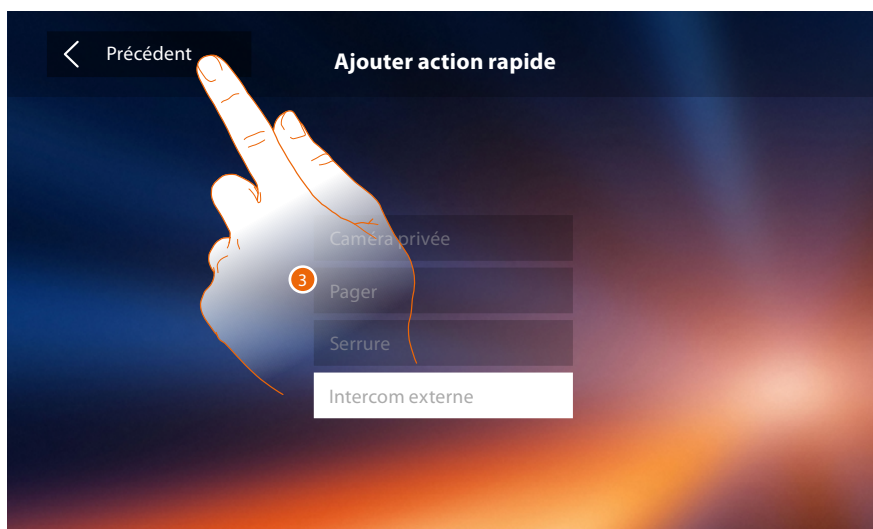 Précédent
Ajouter action rapide
Caméra privée
3
Pager
Serrure
Intercom externe